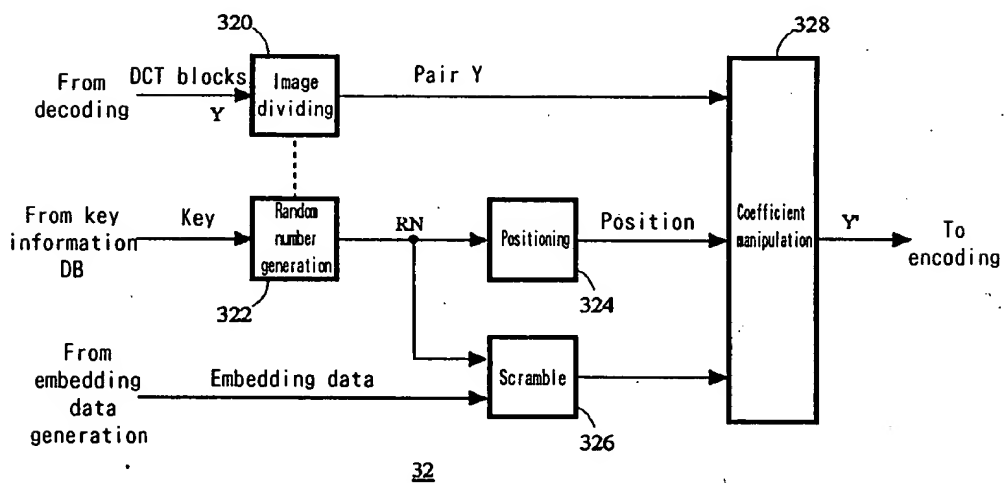 320
328
From
decoding
DCT blocks
Y
Image
dividing
Pair Y
From key
information
DB
Key
Random
number
generation
322
RN
Positioning
324
Position
Coefficient
manipulation
Y'
To
encoding
From
embedding
data
generation
Embedding data
Scramble
326
32